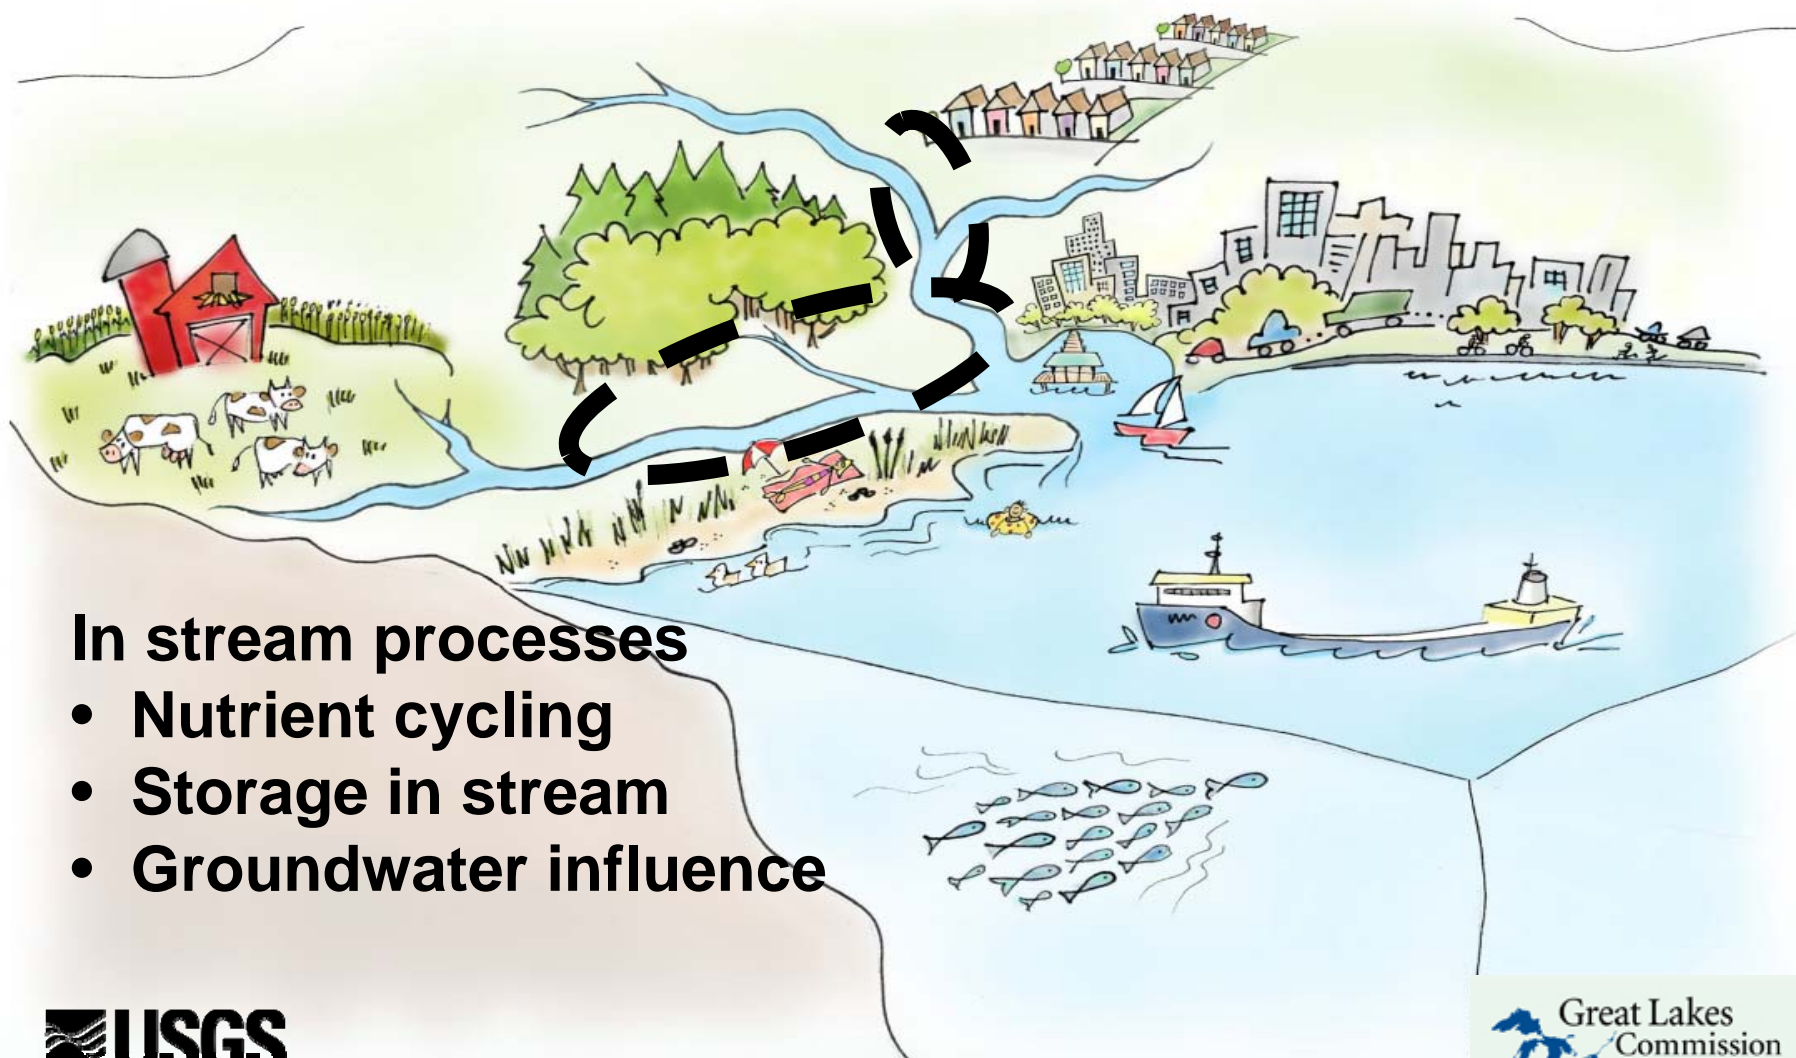 In stream processes
• Nutrient cycling
• Storage in stream
• Groundwater influence
USGS
Great Lakes
Commission